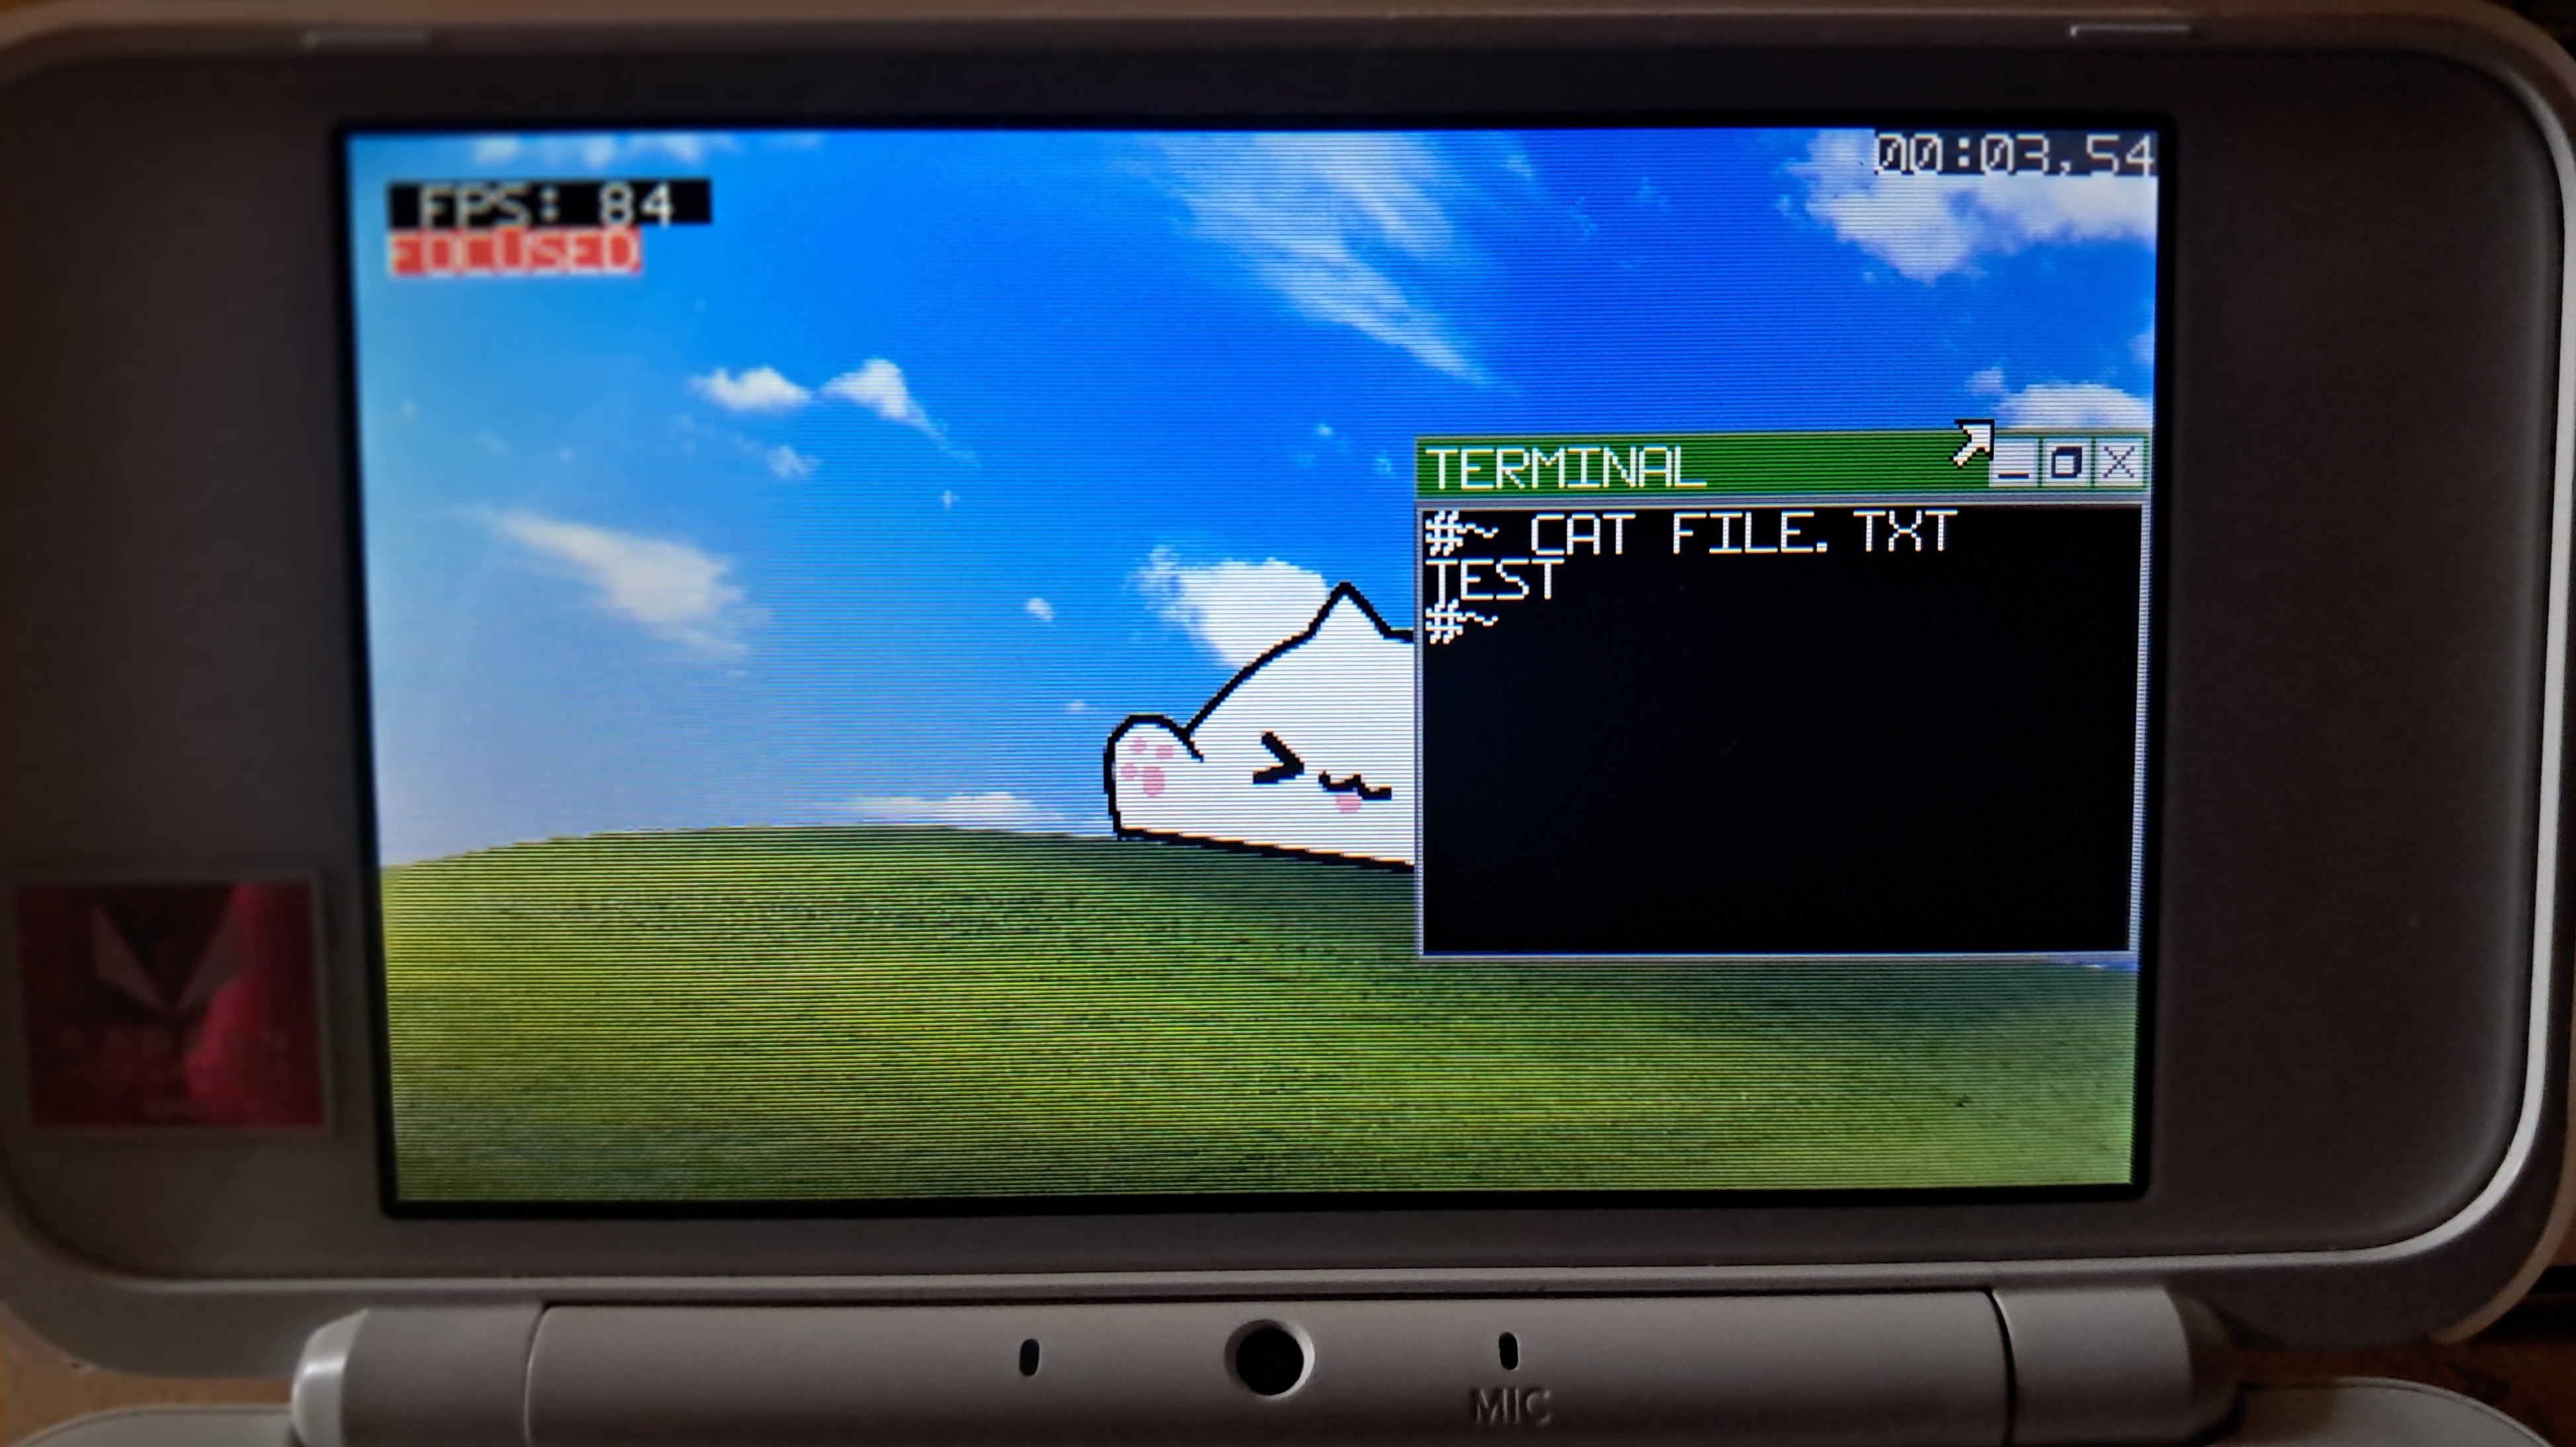 FPS: 84
00:03.54
FOCUSED
TERMINAL
#~ CAT FILE.TXT
TEST
#~
MIC